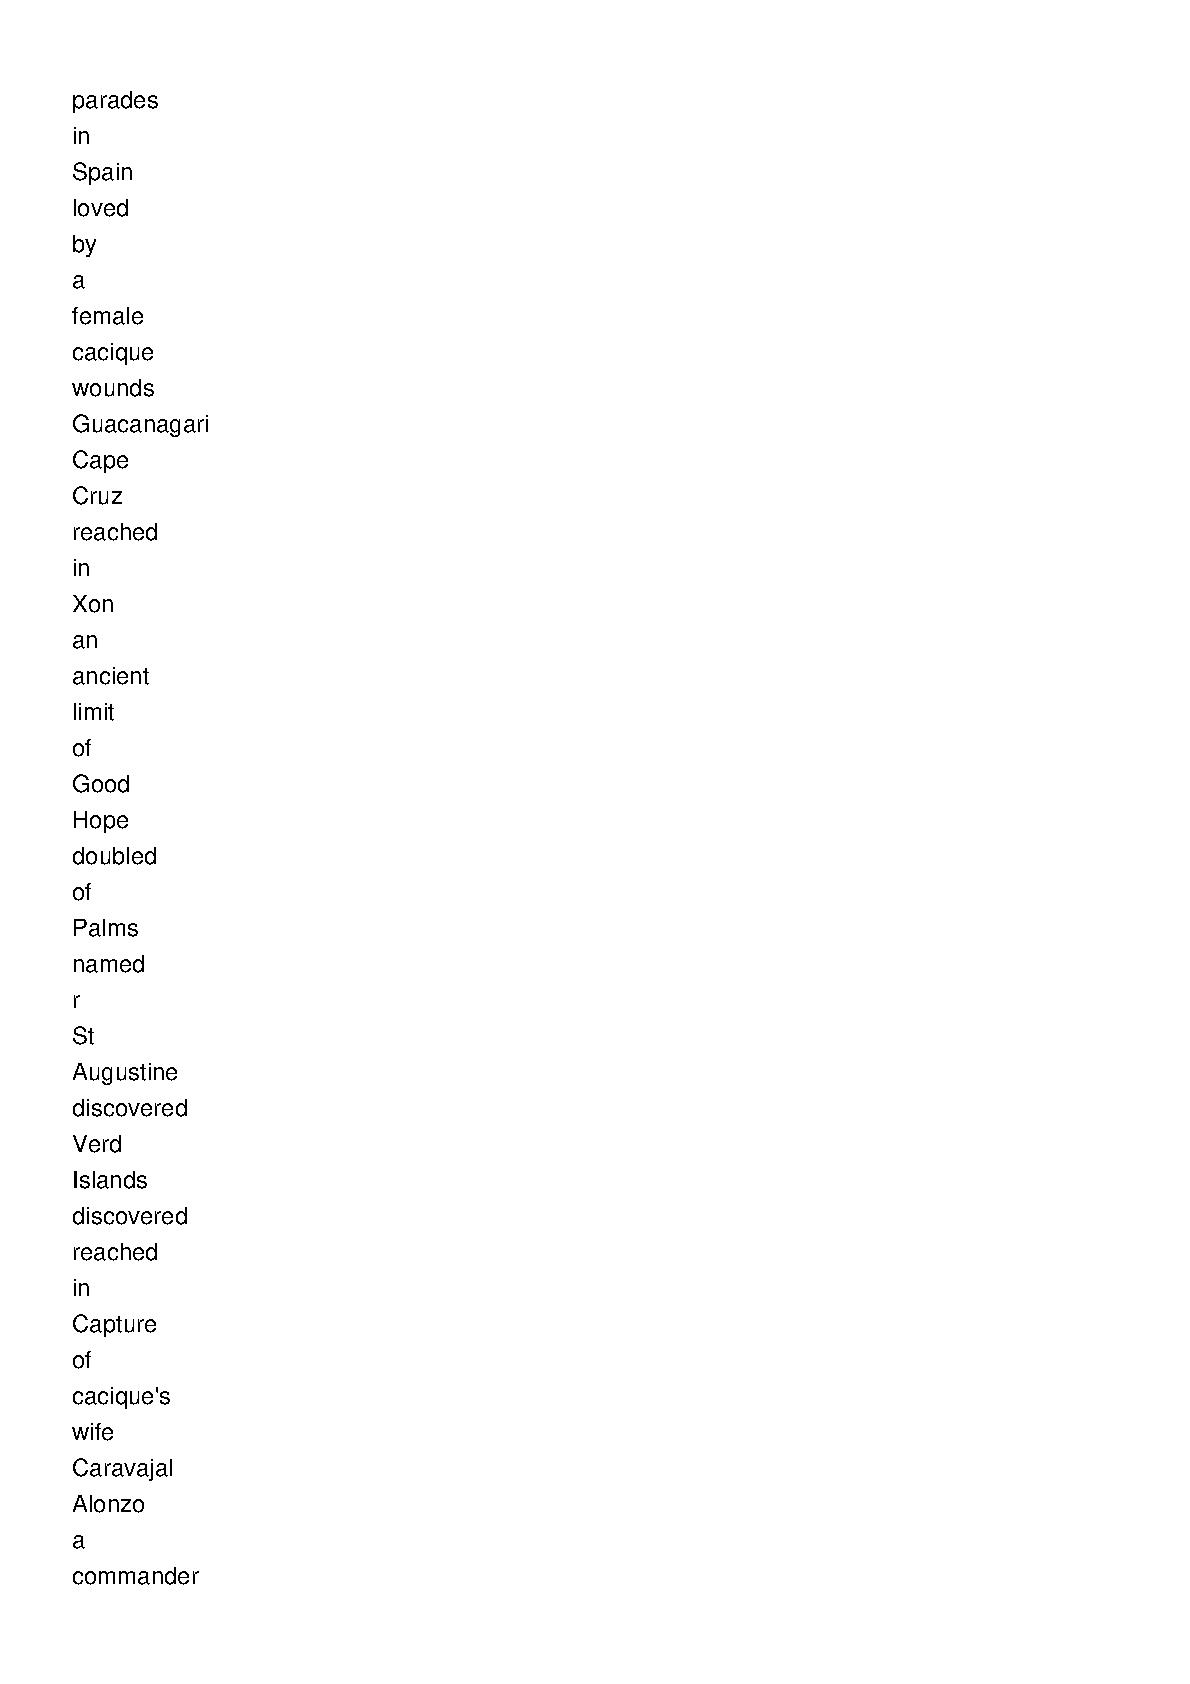 parades
in
Spain
loved
by
a
female
cacique
wounds
Guacanagari
Cape
Cruz
reached
in
Xon
an
ancient
limit
of
Good
Hope
doubled
of
Palms
named
r
St
Augustine
discovered
Verd
Islands
discovered
reached
in
Capture
of
cacique's
wife
Caravajal
Alonzo
a
commander